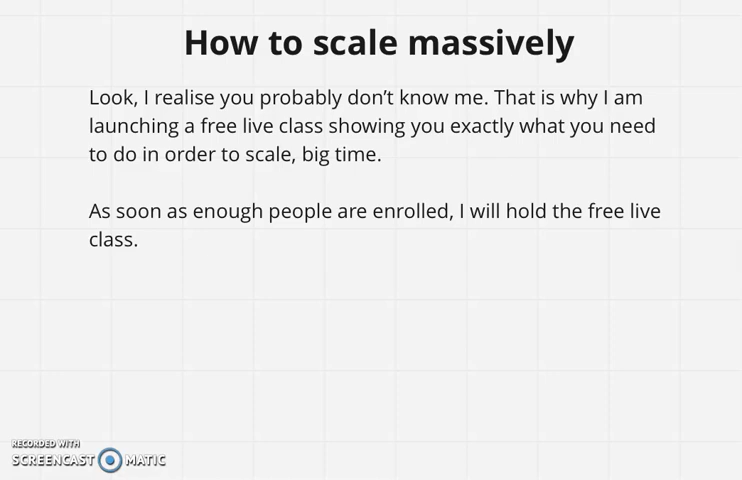 How to scale massively
Look, I realise you probably don’t know me. That is why I am
launching a free live class showing you exactly what you need
to do in order to scale, big time.
As soon as enough people are enrolled, I will hold the free live
class.
RECORDED WITH
SCREENCAST MATIC